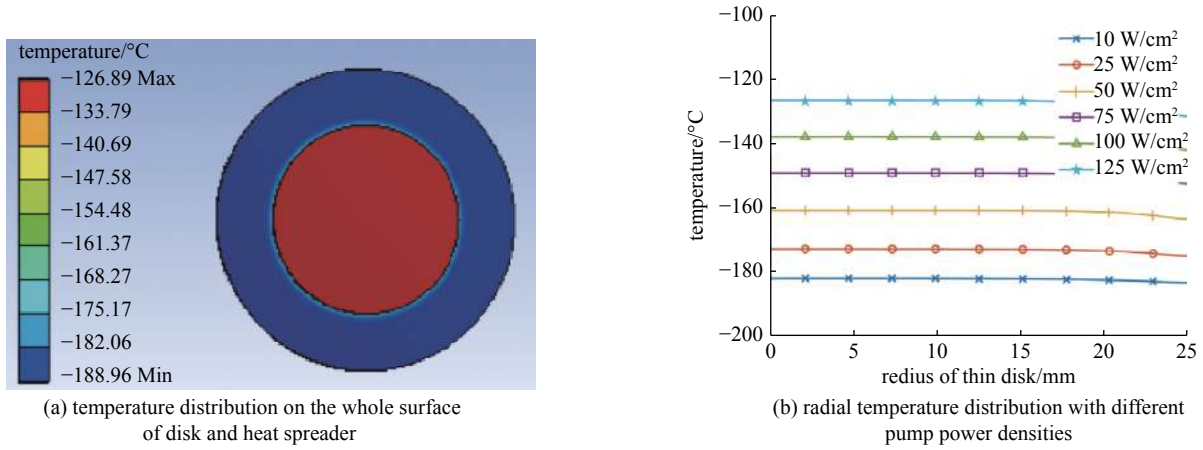 temperature/°C
−126.89 Max
−133.79
−140.69
−147.58
−154.48
−161.37
−168.27
−175.17
−182.06
−188.96 Min
(a) temperature distribution on the whole surface
of disk and heat spreader
temperature/°C
−100
−120
−140
−160
−180
−200
0
5
10
15
20
25
redius of thin disk/mm
10 W/cm²
25 W/cm²
50 W/cm²
75 W/cm²
100 W/cm²
125 W/cm²
(b) radial temperature distribution with different
pump power densities